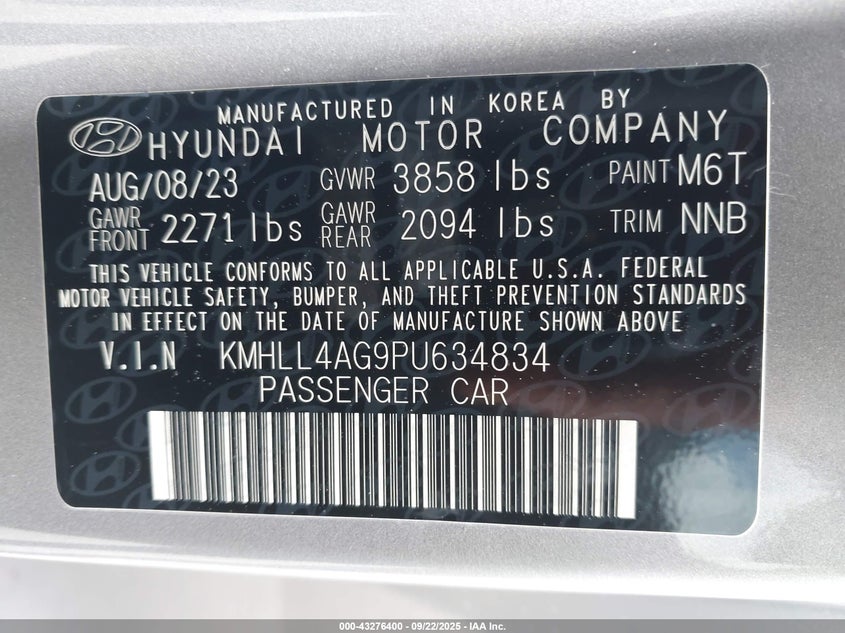 MANUFACTURED IN KOREA BY
HYUNDAI MOTOR COMPANY
AUG/08/23 GVWR 3858 lbs PAINT M6T
GAWR FRONT 2271 lbs GAWR REAR 2094 lbs TRIM NNB
THIS VEHICLE CONFORMS TO ALL APPLICABLE U.S.A. FEDERAL
MOTOR VEHICLE SAFETY, BUMPER, AND THEFT PREVENTION STANDARDS
IN EFFECT ON THE DATE OF MANUFACTURE SHOWN ABOVE
V.I.N KMHLL4AG9PU634834
PASSENGER CAR
000-43276400 - 09/22/2025 - IAA Inc.